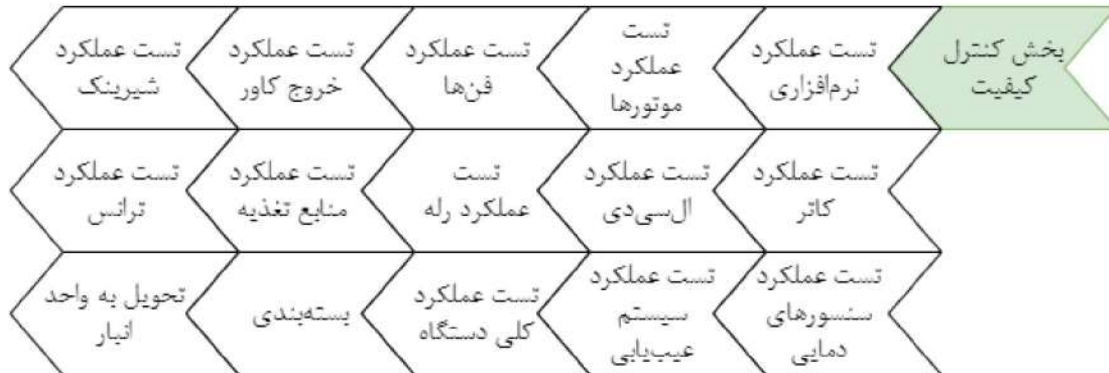 بخش کنترل
کیفیت
تست عملکرد
نرم‌افزاری
تست
عملکرد
موتورها
تست عملکرد
فن‌ها
تست عملکرد
خروج کاور
تست عملکرد
شیرینک
تست عملکرد
کاتر
تست عملکرد
ال‌سی‌دی
تست
عملکرد رله
تست عملکرد
منابع تغذیه
تست عملکرد
ترانس
تست عملکرد
سنسورهای
دمایی
تست عملکرد
سیستم
عیب‌یابی
تست عملکرد
کلی دستگاه
بسته‌بندی
تحویل به واحد
انبار